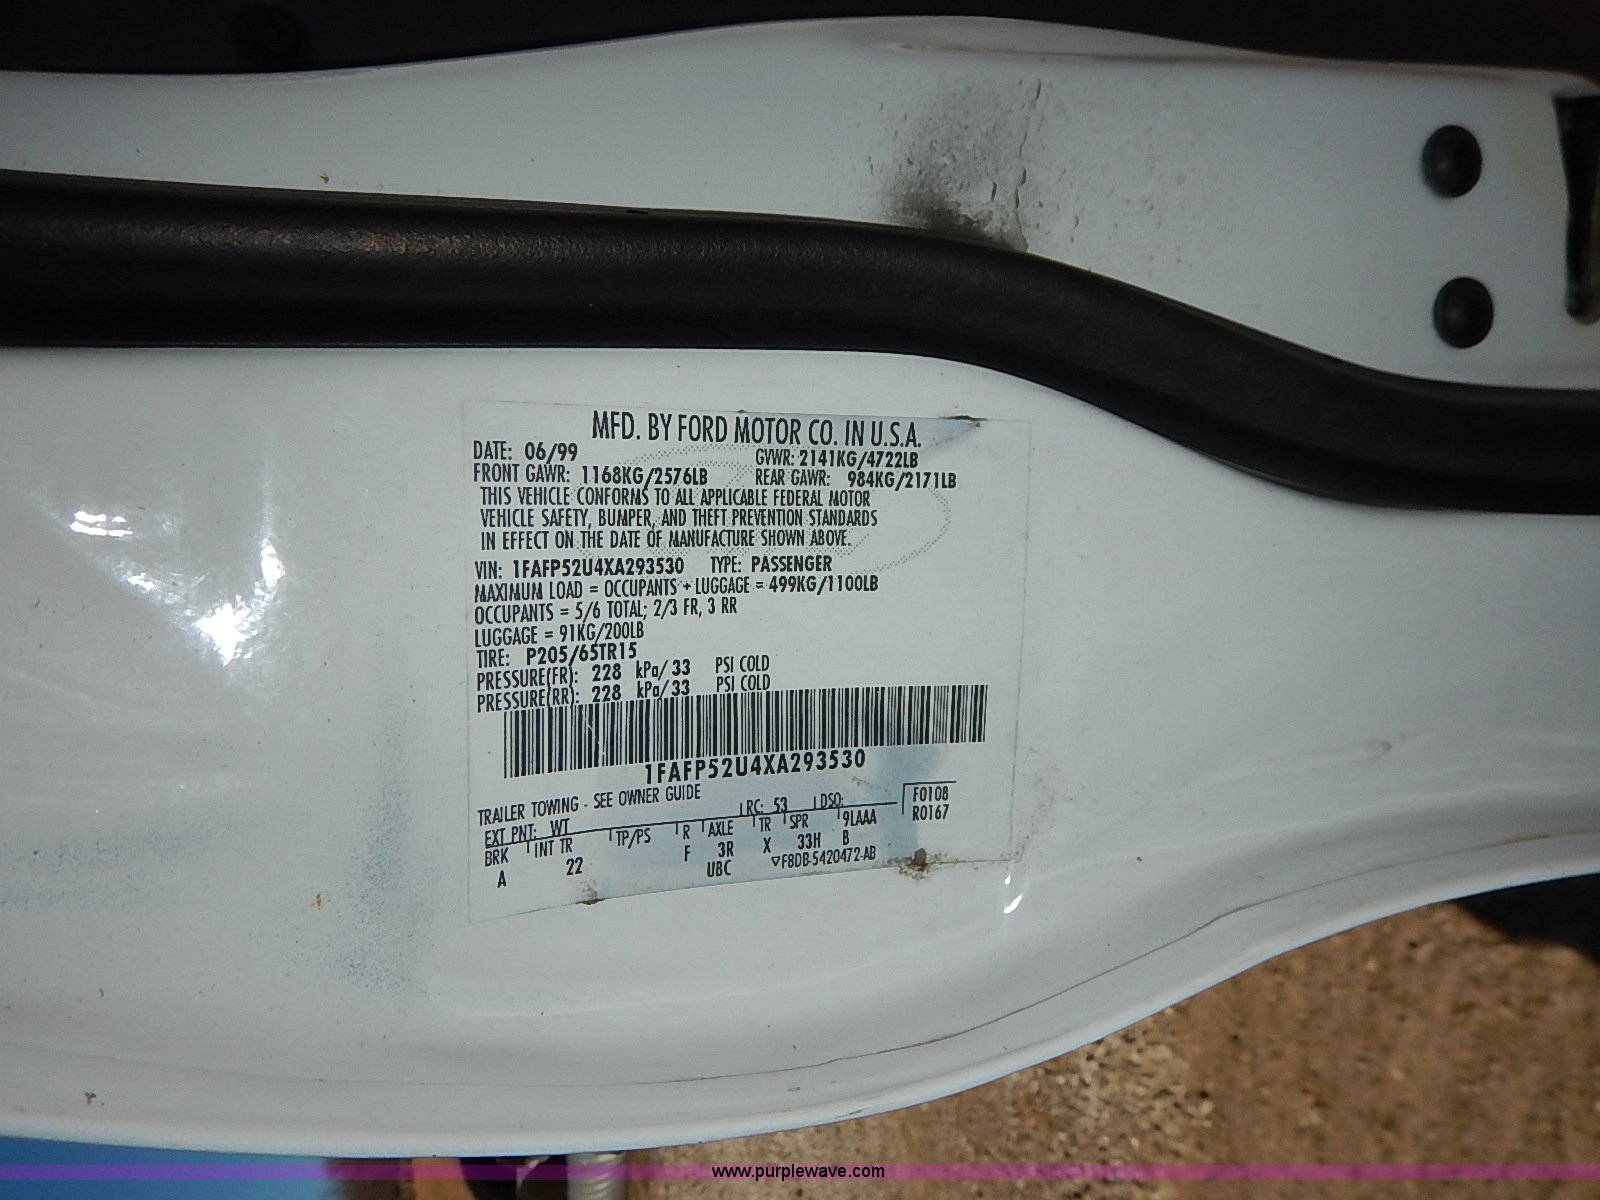 MFD. BY FORD MOTOR CO. IN U.S.A.
DATE: 06/99 GVWR: 2141KG/4722LB
FRONT GAWR: 1168KG/2576LB REAR GAWR: 984KG/2171LB
THIS VEHICLE CONFORMS TO ALL APPLICABLE FEDERAL MOTOR
VEHICLE SAFETY, BUMPER, AND THEFT PREVENTION STANDARDS
IN EFFECT ON THE DATE OF MANUFACTURE SHOWN ABOVE.
VIN: 1FAFP52U4XA293530 TYPE: PASSENGER
MAXIMUM LOAD = OCCUPANTS + LUGGAGE = 499KG/1100LB
OCCUPANTS = 5/6 TOTAL; 2/3 FR, 3 RR
LUGGAGE = 91KG/200LB
TIRE: P205/65TR15
PRESSURE(FR): 228 kPa/33 PSI COLD
PRESSURE(RR): 228 kPa/33 PSI COLD
1FAFP52U4XA293530
TRAILER TOWING - SEE OWNER GUIDE
EXT PNT: WT RC: 53 DSO: F0108
R0167
BRK INT TR TP/PS R AXLE TR SPR 9LAAA
A 22 F 3R X 33H B
UBC ▽F8DB-5420472-AB
www.purplewave.com